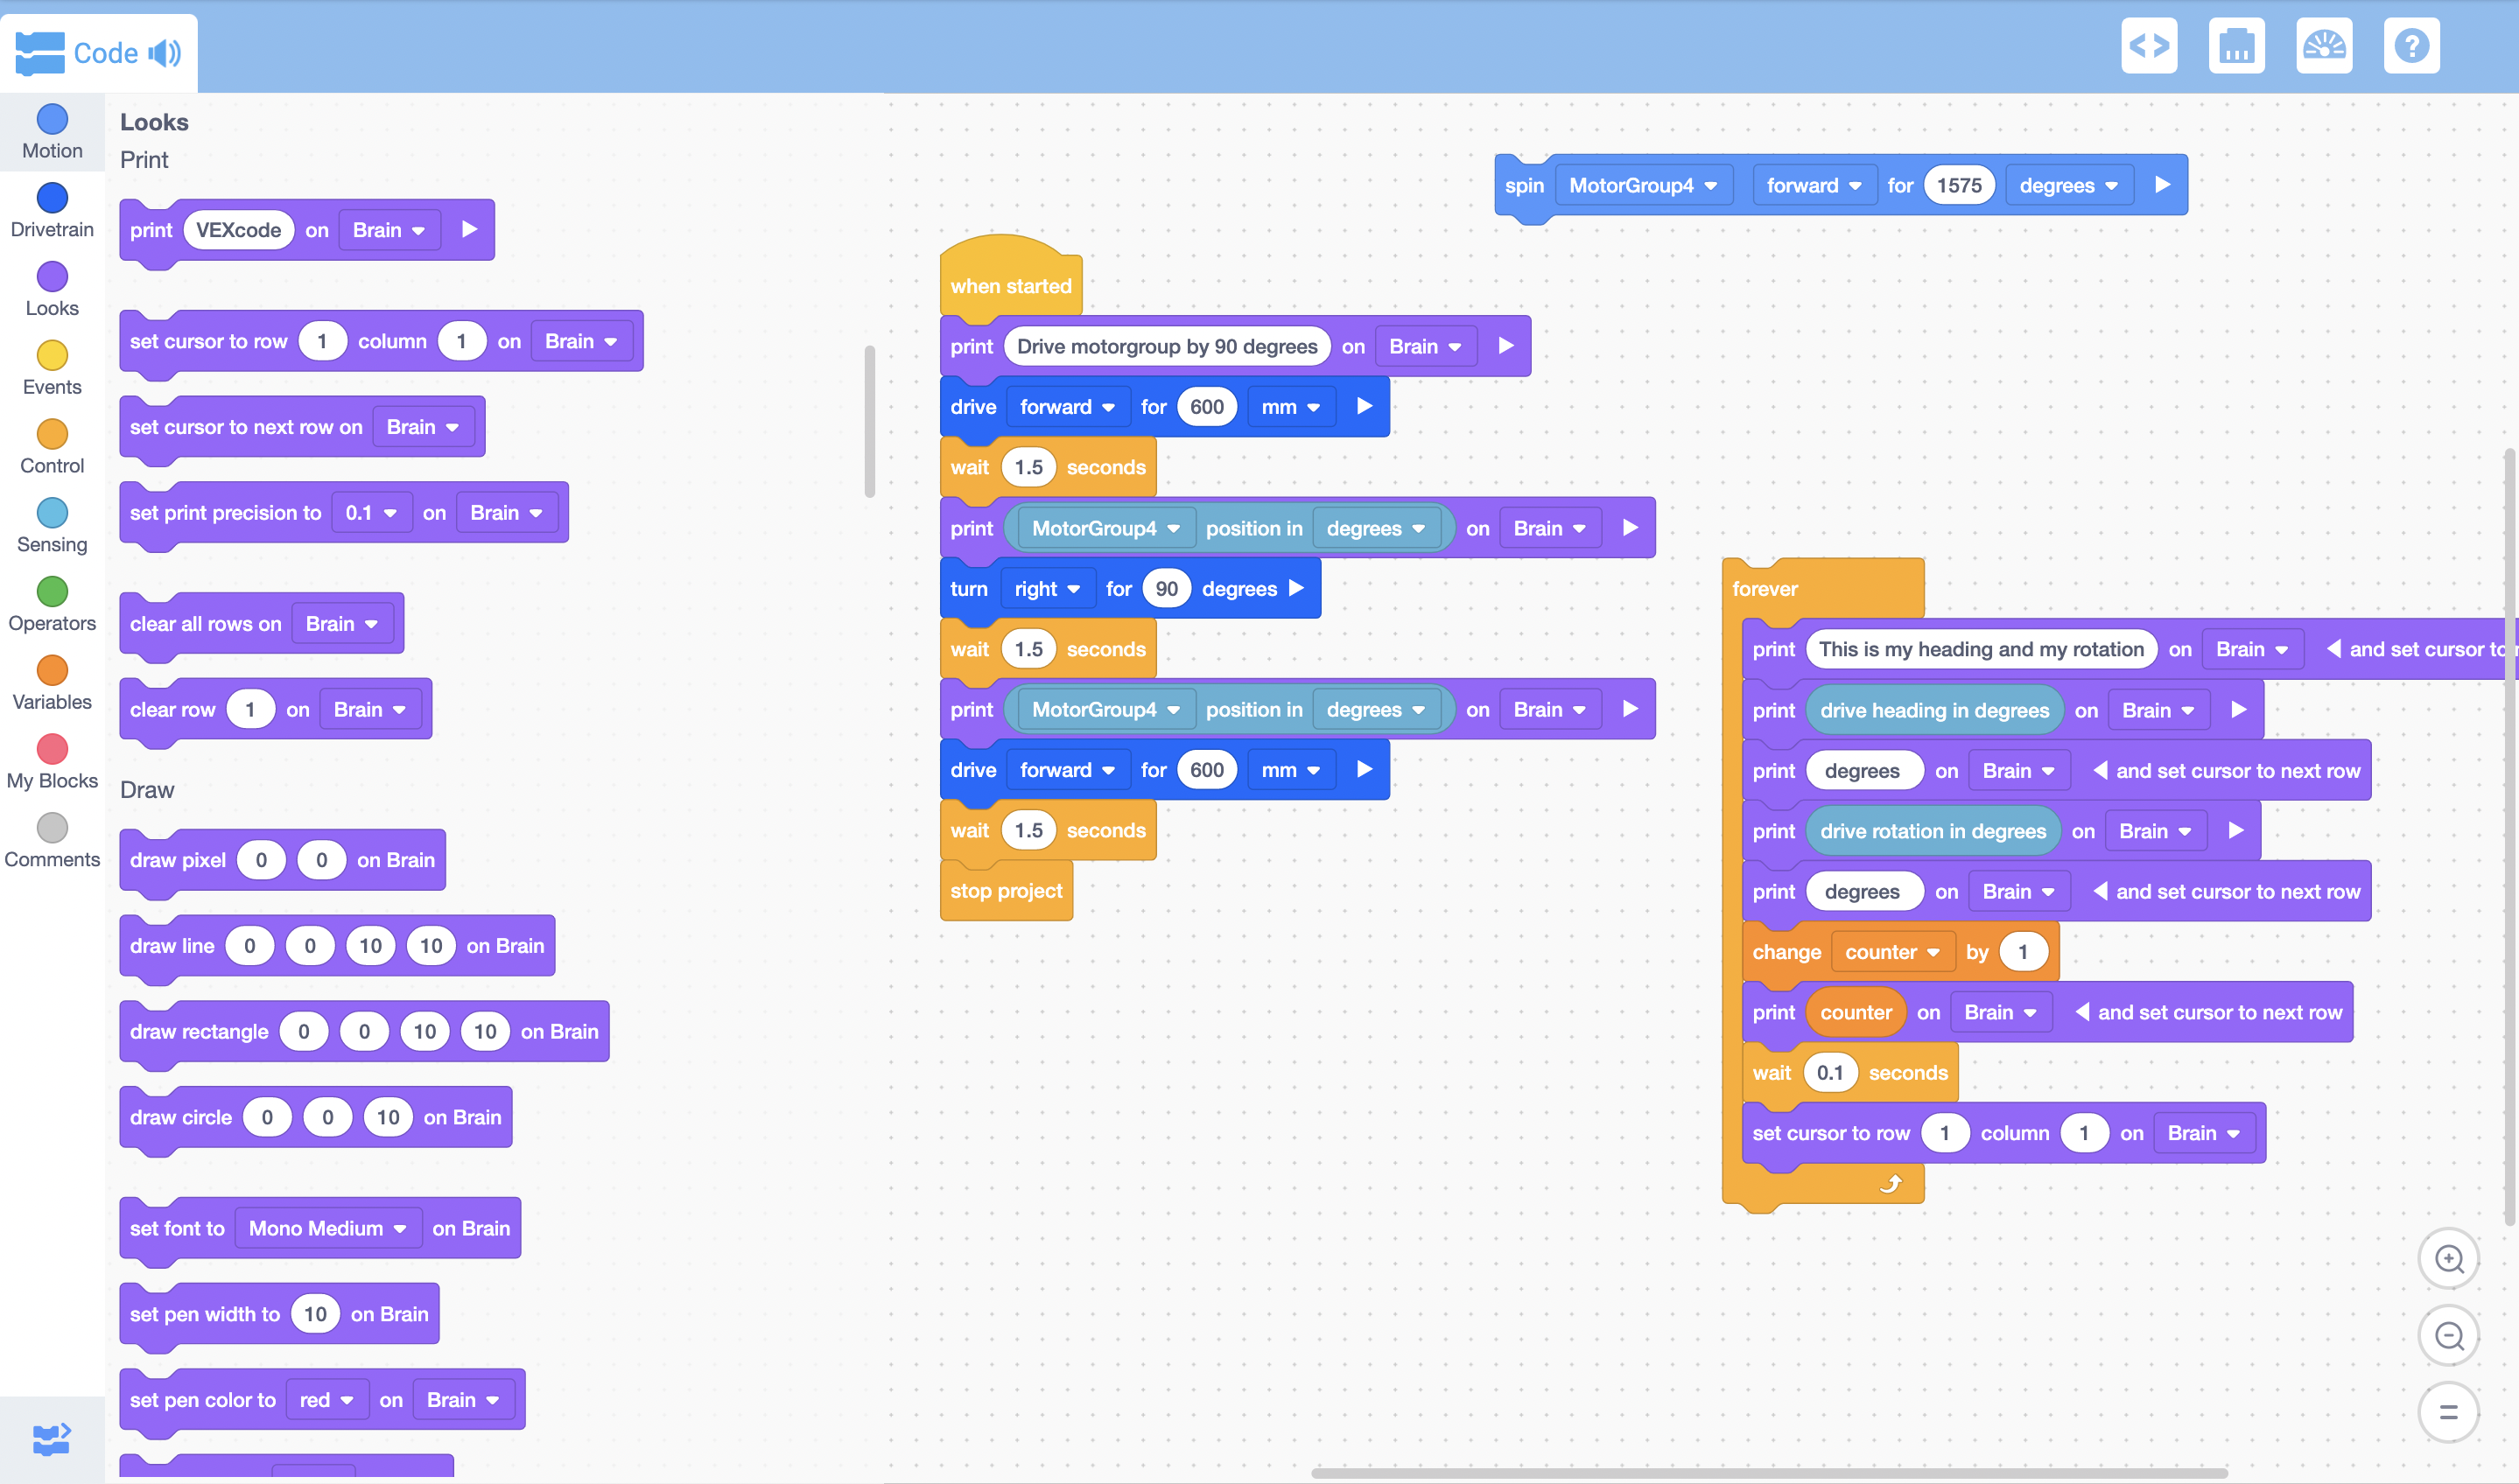 Code
Motion
Drivetrain
Looks
Events
Control
Sensing
Operators
Variables
My Blocks
Comments
Looks
Print
print VEXcode on Brain
set cursor to row 1 column 1 on Brain
set cursor to next row on Brain
set print precision to 0.1 on Brain
clear all rows on Brain
clear row 1 on Brain
Draw
draw pixel 0 0 on Brain
draw line 0 0 10 10 on Brain
draw rectangle 0 0 10 10 on Brain
draw circle 0 0 10 on Brain
set font to Mono Medium on Brain
set pen width to 10 on Brain
set pen color to red on Brain
spin MotorGroup4 forward for 1575 degrees
when started
print Drive motorgroup by 90 degrees on Brain
drive forward for 600 mm
wait 1.5 seconds
print MotorGroup4 position in degrees on Brain
turn right for 90 degrees
wait 1.5 seconds
print MotorGroup4 position in degrees on Brain
drive forward for 600 mm
wait 1.5 seconds
stop project
forever
print This is my heading and my rotation on Brain and set cursor to
print drive heading in degrees on Brain
print degrees on Brain and set cursor to next row
print drive rotation in degrees on Brain
print degrees on Brain and set cursor to next row
change counter by 1
print counter on Brain and set cursor to next row
wait 0.1 seconds
set cursor to row 1 column 1 on Brain